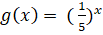 g(x) = (1/5)^x